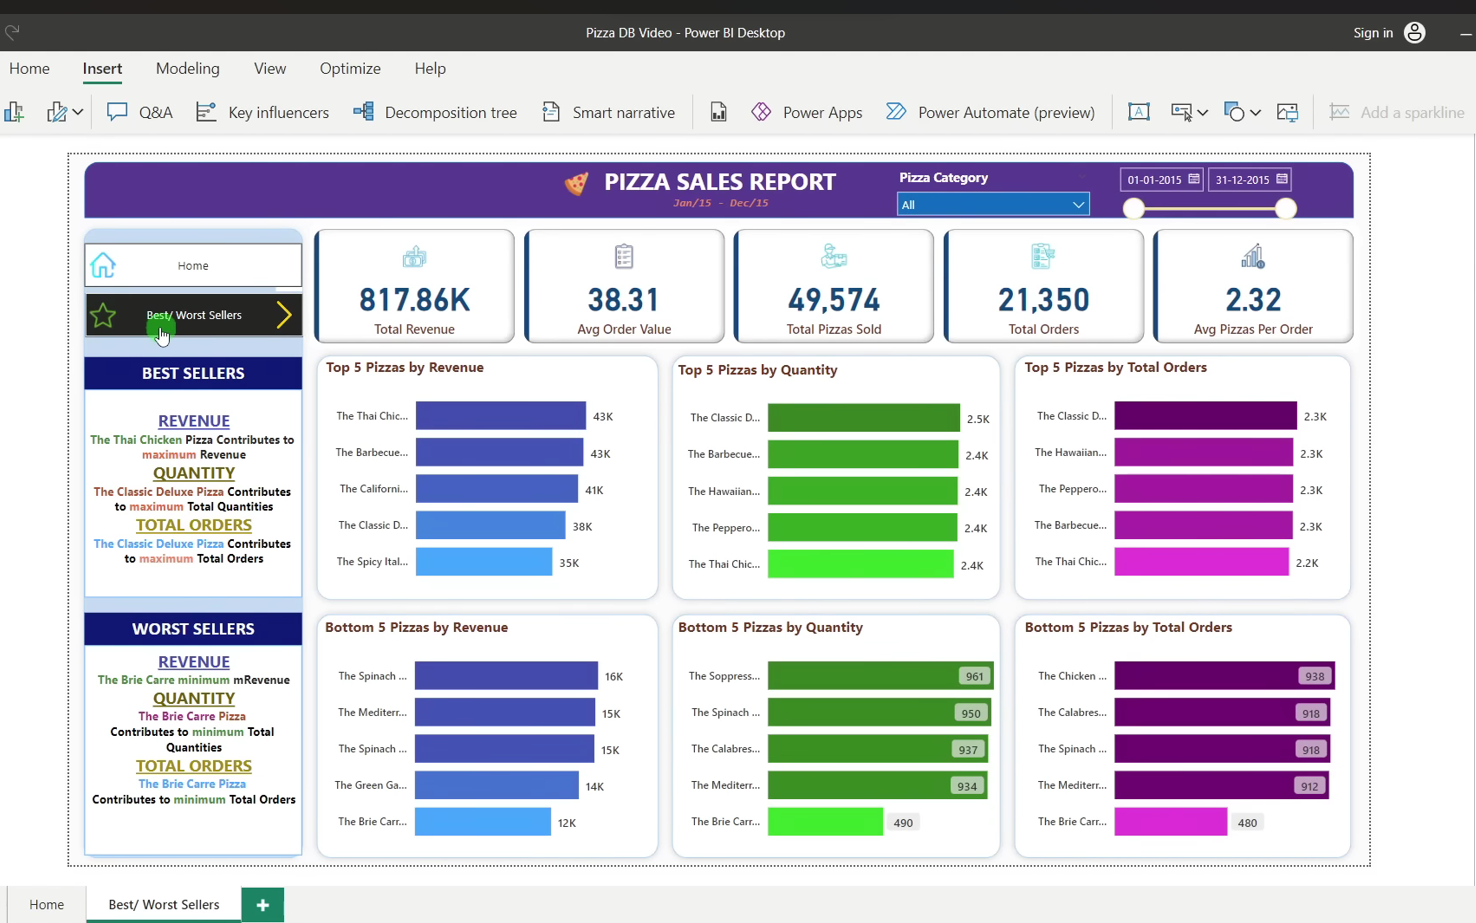 Pizza DB Video - Power BI Desktop
Sign in
Home
Insert
Modeling
View
Optimize
Help
Q&A
Key influencers
Decomposition tree
Smart narrative
Power Apps
Power Automate (preview)
Add a sparkline
PIZZA SALES REPORT
Jan/15 - Dec/15
Pizza Category
All
01-01-2015
31-12-2015
Home
Best/ Worst Sellers
817.86K
Total Revenue
38.31
Avg Order Value
49,574
Total Pizzas Sold
21,350
Total Orders
2.32
Avg Pizzas Per Order
BEST SELLERS
REVENUE
The Thai Chicken Pizza Contributes to
maximum Revenue
QUANTITY
The Classic Deluxe Pizza Contributes
to maximum Total Quantities
TOTAL ORDERS
The Classic Deluxe Pizza Contributes
to maximum Total Orders
WORST SELLERS
REVENUE
The Brie Carre minimum mRevenue
QUANTITY
The Brie Carre Pizza
Contributes to minimum Total
Quantities
TOTAL ORDERS
The Brie Carre Pizza
Contributes to minimum Total Orders
Top 5 Pizzas by Revenue
The Thai Chic... 43K
The Barbecue... 43K
The Californi... 41K
The Classic D... 38K
The Spicy Ital... 35K
Top 5 Pizzas by Quantity
The Classic D... 2.5K
The Barbecue... 2.4K
The Hawaiian... 2.4K
The Peppero... 2.4K
The Thai Chic... 2.4K
Top 5 Pizzas by Total Orders
The Classic D... 2.3K
The Hawaiian... 2.3K
The Peppero... 2.3K
The Barbecue... 2.3K
The Thai Chic... 2.2K
Bottom 5 Pizzas by Revenue
The Spinach ... 16K
The Mediterr... 15K
The Spinach ... 15K
The Green Ga... 14K
The Brie Carr... 12K
Bottom 5 Pizzas by Quantity
The Soppress... 961
The Spinach ... 950
The Calabres... 937
The Mediterr... 934
The Brie Carr... 490
Bottom 5 Pizzas by Total Orders
The Chicken ... 938
The Calabres... 918
The Spinach ... 918
The Mediterr... 912
The Brie Carr... 480
Home
Best/ Worst Sellers